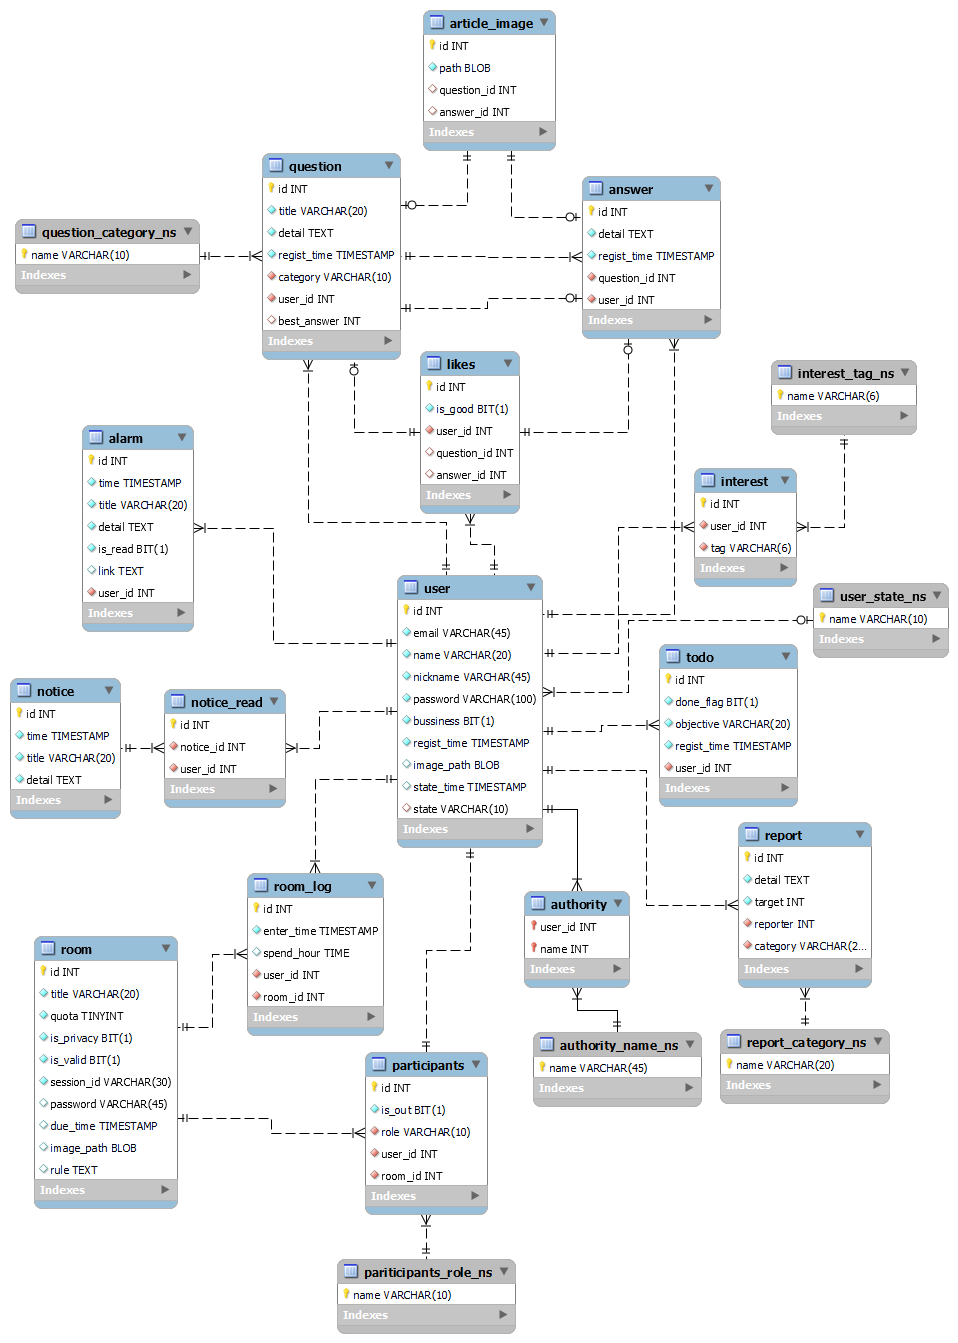 article_image
id INT
path BLOB
question_id INT
answer_id INT
Indexes
question
id INT
title VARCHAR(20)
detail TEXT
regist_time TIMESTAMP
category VARCHAR(10)
user_id INT
best_answer INT
Indexes
answer
id INT
detail TEXT
regist_time TIMESTAMP
question_id INT
user_id INT
Indexes
question_category_ns
name VARCHAR(10)
Indexes
likes
id INT
is_good BIT(1)
user_id INT
question_id INT
answer_id INT
Indexes
interest_tag_ns
name VARCHAR(6)
Indexes
alarm
id INT
time TIMESTAMP
title VARCHAR(20)
detail TEXT
is_read BIT(1)
link TEXT
user_id INT
Indexes
interest
id INT
user_id INT
tag VARCHAR(6)
Indexes
user
id INT
email VARCHAR(45)
name VARCHAR(20)
nickname VARCHAR(45)
password VARCHAR(100)
bussiness BIT(1)
regist_time TIMESTAMP
image_path BLOB
state_time TIMESTAMP
state VARCHAR(10)
Indexes
user_state_ns
name VARCHAR(10)
Indexes
todo
id INT
done_flag BIT(1)
objective VARCHAR(20)
regist_time TIMESTAMP
user_id INT
Indexes
notice
id INT
time TIMESTAMP
title VARCHAR(20)
detail TEXT
Indexes
notice_read
id INT
notice_id INT
user_id INT
Indexes
report
id INT
detail TEXT
target INT
reporter INT
category VARCHAR(2...
Indexes
room_log
id INT
enter_time TIMESTAMP
spend_hour TIME
user_id INT
room_id INT
Indexes
authority
user_id INT
name INT
Indexes
room
id INT
title VARCHAR(20)
quota TINYINT
is_privacy BIT(1)
is_valid BIT(1)
session_id VARCHAR(30)
password VARCHAR(45)
due_time TIMESTAMP
image_path BLOB
rule TEXT
Indexes
authority_name_ns
name VARCHAR(45)
Indexes
report_category_ns
name VARCHAR(20)
Indexes
participants
id INT
is_out BIT(1)
role VARCHAR(10)
user_id INT
room_id INT
Indexes
pariticipants_role_ns
name VARCHAR(10)
Indexes